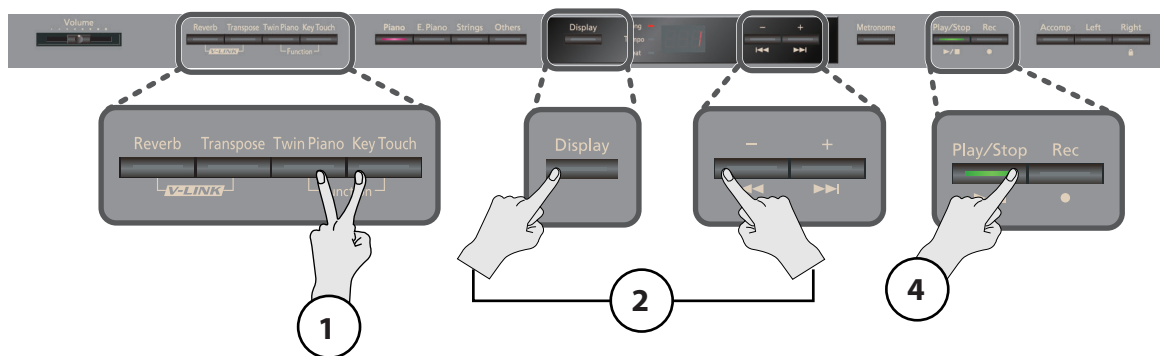 Volume
Reverb Transpose Twin Piano Key Touch
V-LINK Function
Piano E. Piano Strings Others
Display
Metronome
Play/Stop Rec
Accomp Left Right
Reverb Transpose Twin Piano Key Touch
V-LINK
Display
− +
Play/Stop Rec
1
2
4